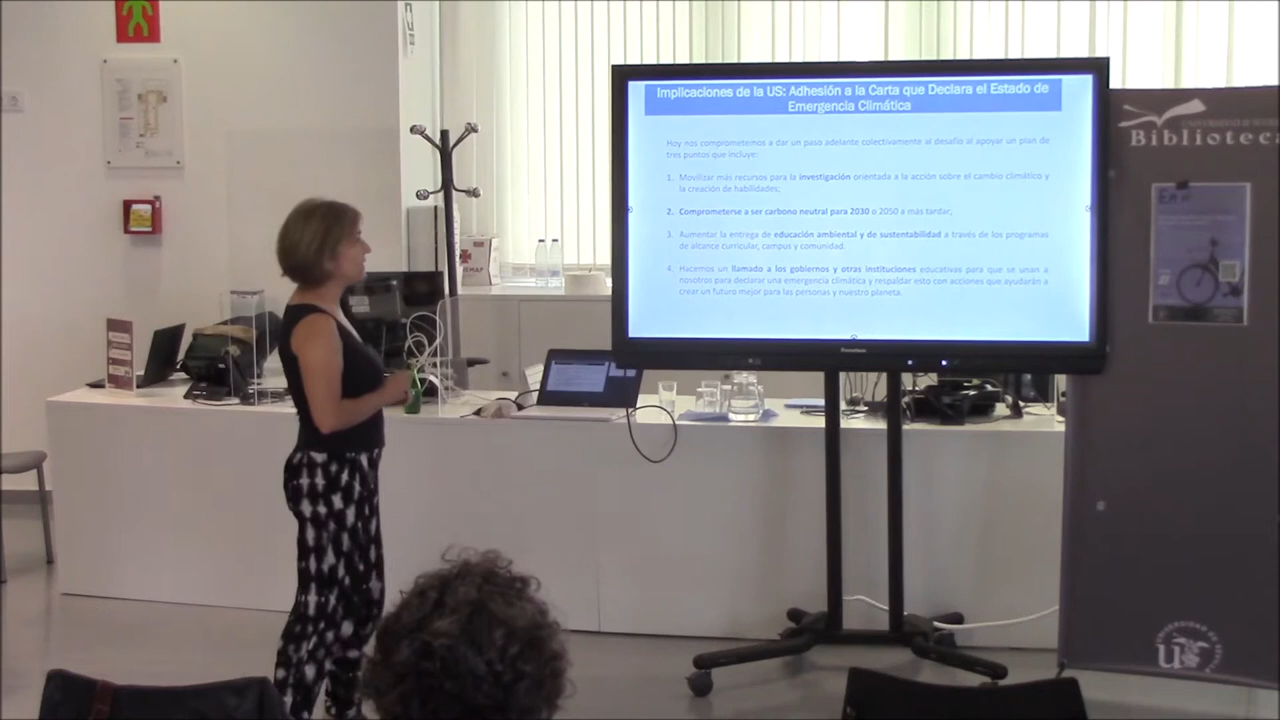 Implicaciones de la US: Adhesión a la Carta que Declara el Estado de
Emergencia Climática
Hoy nos comprometemos a dar un paso adelante colectivamente al desafío al apoyar un plan de
tres puntos que incluye:
1. Movilizar más recursos para la investigación orientada a la acción sobre el cambio climático y
la creación de habilidades;
2. Comprometerse a ser carbono neutral para 2030 o 2050 a más tardar;
3. Aumentar la entrega de educación ambiental y de sustentabilidad a través de los programas
de alcance curricular, campus y comunidad.
4. Hacemos un llamado a los gobiernos y otras instituciones educativas para que se unan a
nosotros para declarar una emergencia climática y respaldar esto con acciones que ayudarán a
crear un futuro mejor para las personas y nuestro planeta.
Biblioteca
UNIVERSIDAD DE SEVILLA